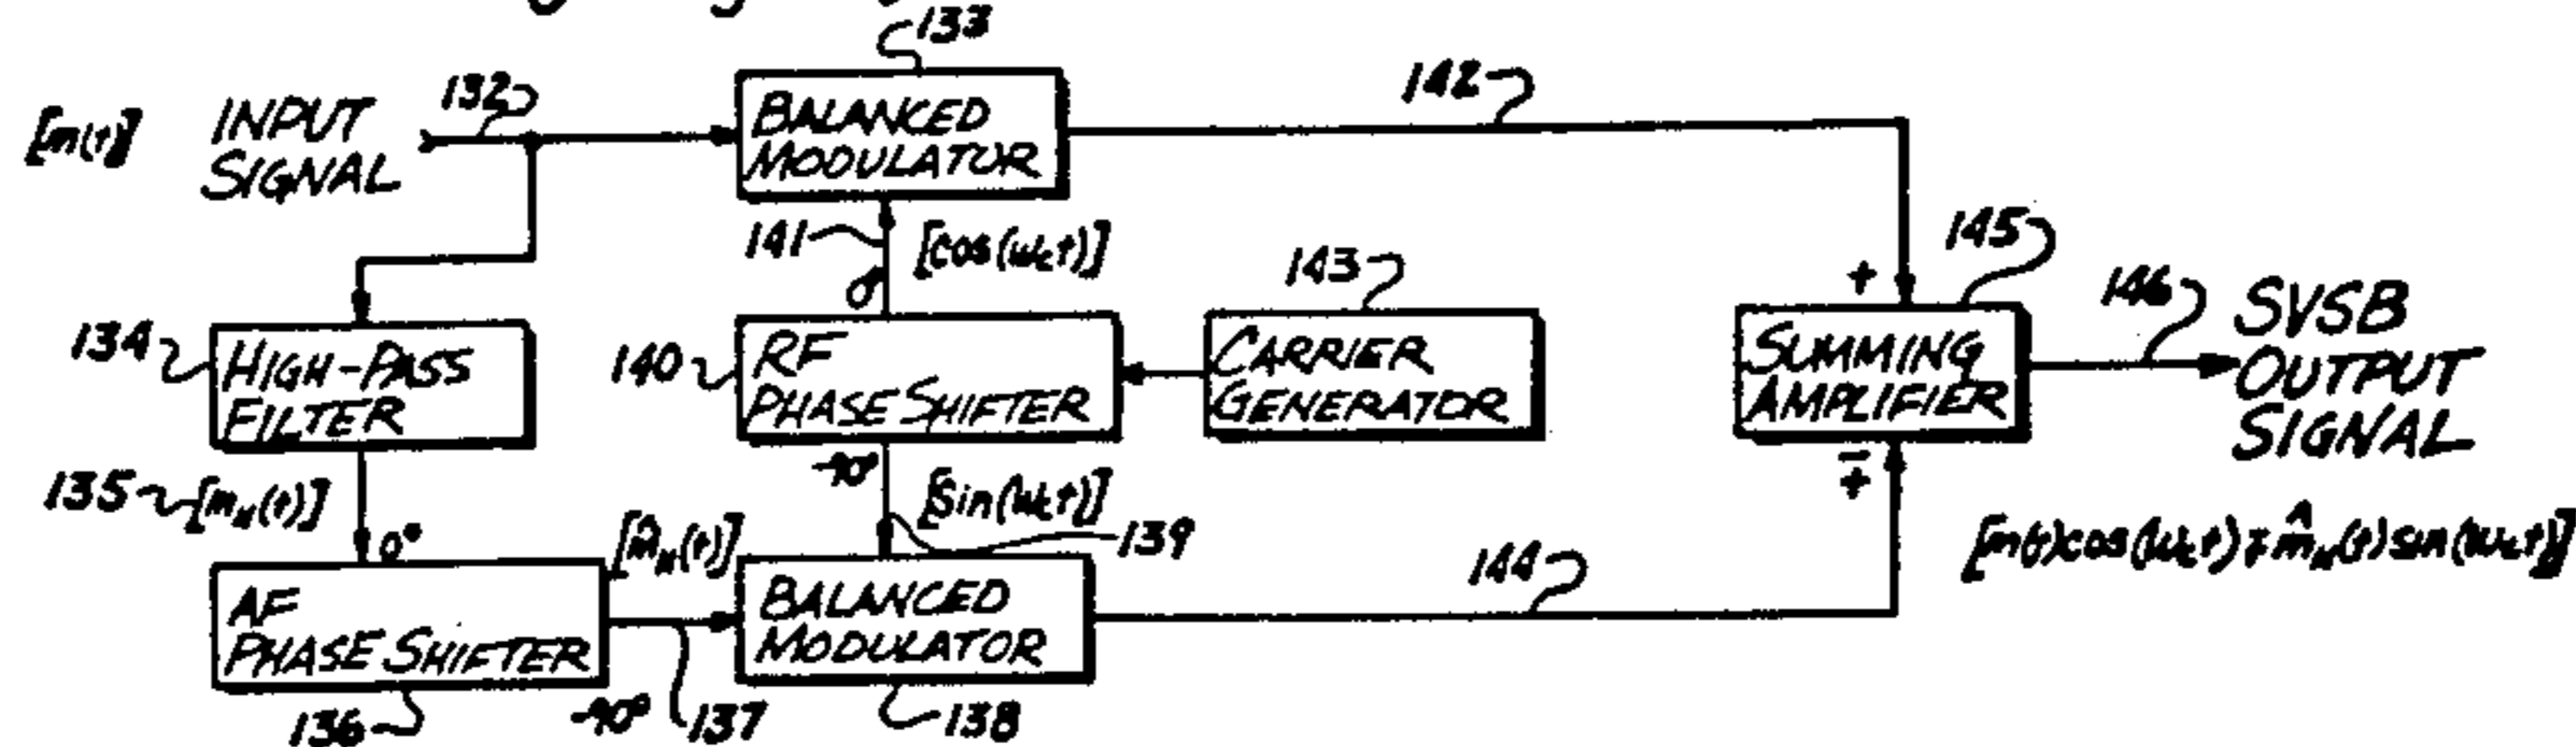 133
[m(t)]
INPUT
SIGNAL
132
BALANCED
MODULATOR
142
141
[cos(ωct)]
0°
143
145
146
134
HIGH-PASS
FILTER
140
RF
PHASE SHIFTER
CARRIER
GENERATOR
+
SUMMING
AMPLIFIER
SVSB
OUTPUT
SIGNAL
135
[mH(t)]
0°
-90°
[sin(ωct)]
139
∓
[m(t)cos(ωct)∓m̂H(t)sin(ωct)]
[m̂H(t)]
AF
PHASE SHIFTER
BALANCED
MODULATOR
144
136
-90°
137
138